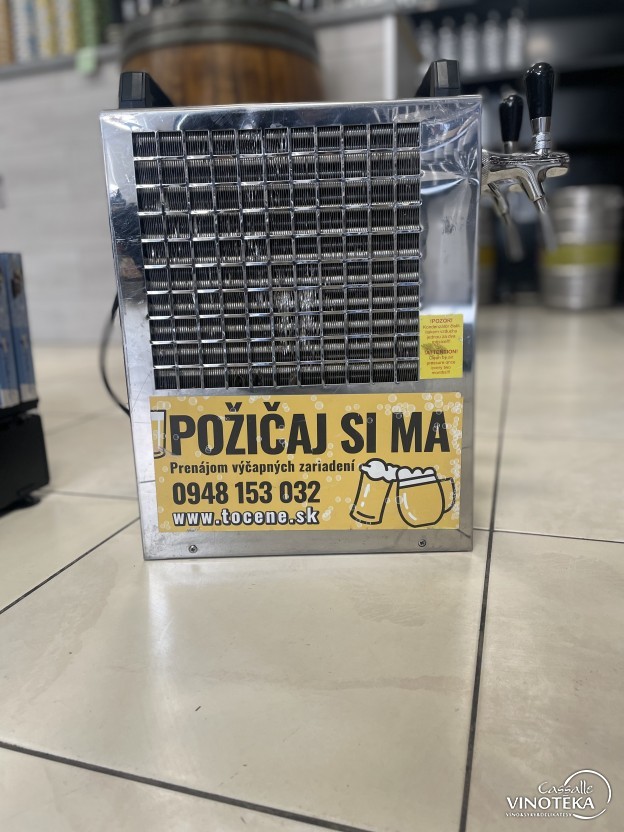 !POZOR!
POŽIČAJ SI MA
Prenájom výčapných zariadení
0948 153 032
www.tocene.sk
Cassalle
VINOTEKA